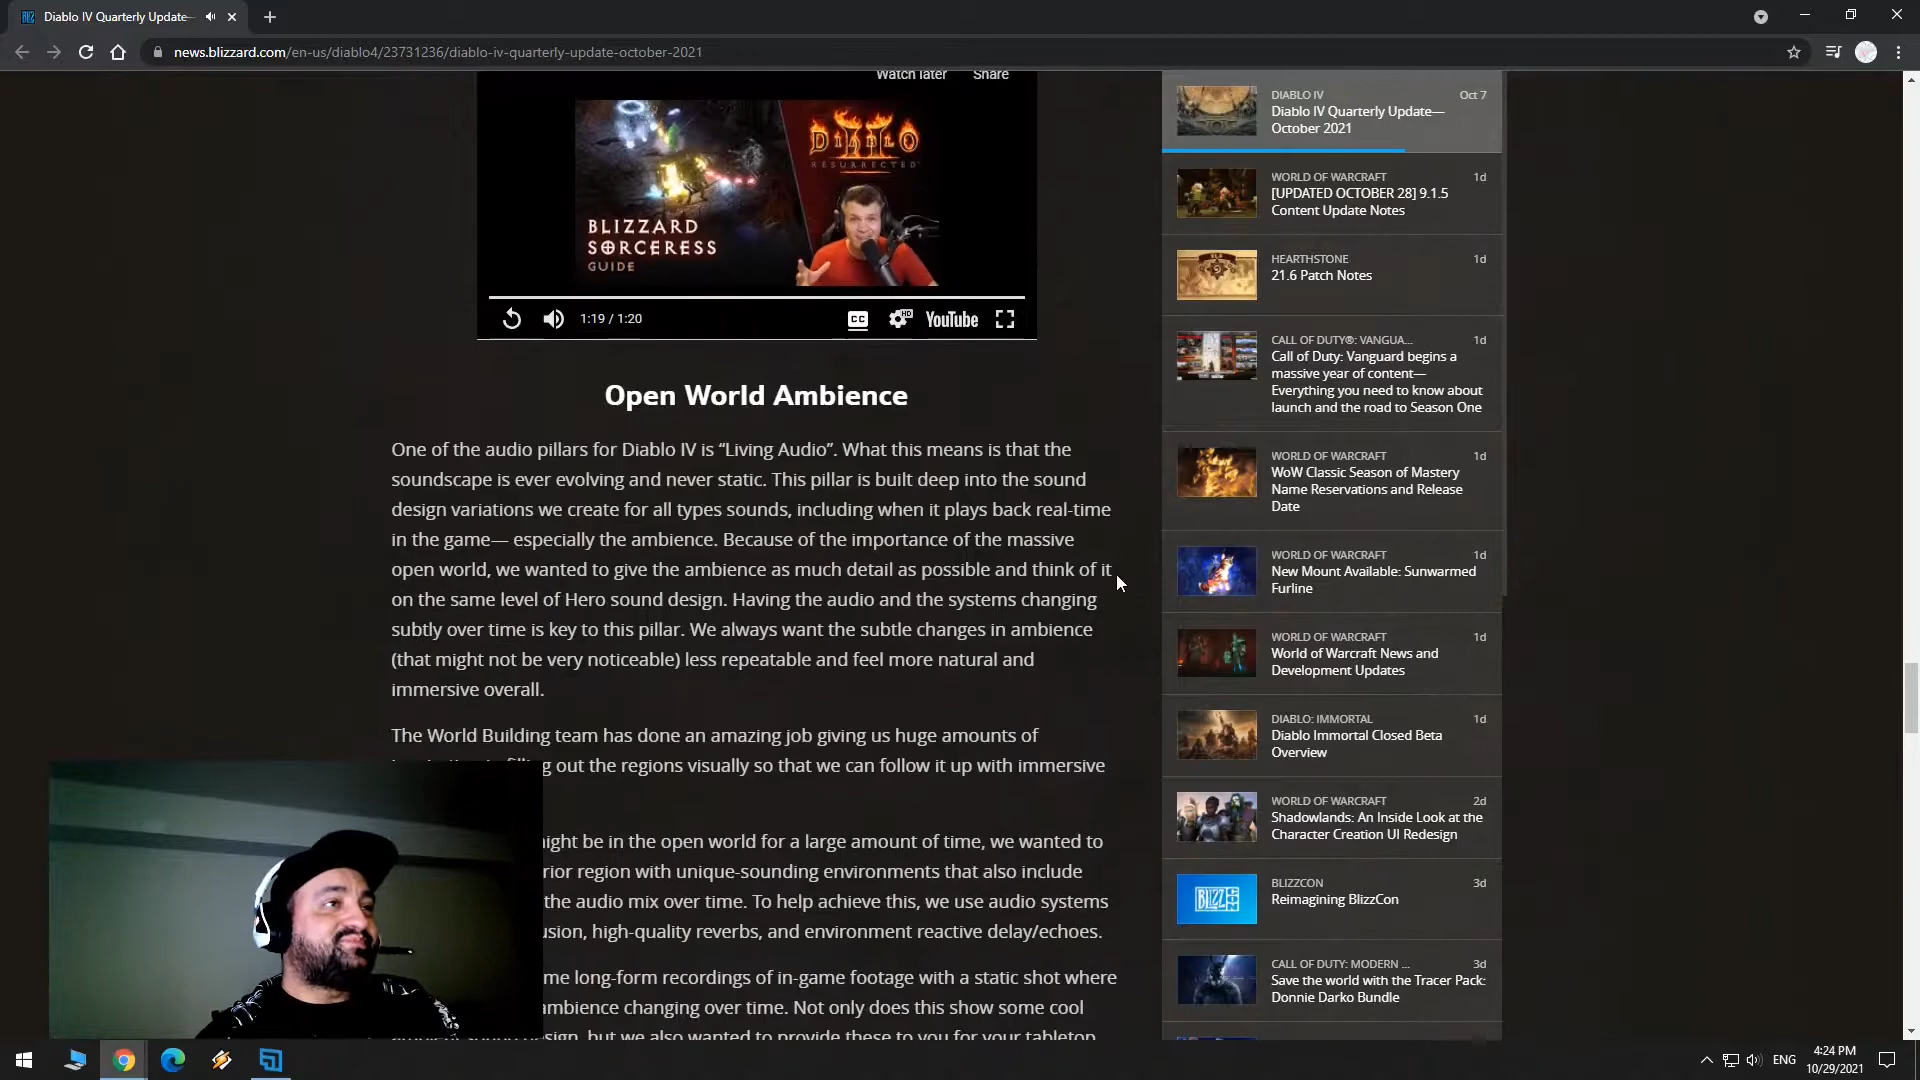 Diablo IV Quarterly Update—
news.blizzard.com/en-us/diablo4/23731236/diablo-iv-quarterly-update-october-2021
Watch later Share
DIABLO
RESURRECTED
BLIZZARD
SORCERESS
GUIDE
1:19 / 1:20
CC
HD
YouTube
Open World Ambience
One of the audio pillars for Diablo IV is “Living Audio”. What this means is that the
soundscape is ever evolving and never static. This pillar is built deep into the sound
design variations we create for all types sounds, including when it plays back real-time
in the game— especially the ambience. Because of the importance of the massive
open world, we wanted to give the ambience as much detail as possible and think of it
on the same level of Hero sound design. Having the audio and the systems changing
subtly over time is key to this pillar. We always want the subtle changes in ambience
(that might not be very noticeable) less repeatable and feel more natural and
immersive overall.
The World Building team has done an amazing job giving us huge amounts of
out the regions visually so that we can follow it up with immersive
might be in the open world for a large amount of time, we wanted to
region with unique-sounding environments that also include
the audio mix over time. To help achieve this, we use audio systems
high-quality reverbs, and environment reactive delay/echoes.
long-form recordings of in-game footage with a static shot where
ambience changing over time. Not only does this show some cool
but we also wanted to provide these to you for your tabletop
DIABLO IV Oct 7
Diablo IV Quarterly Update—
October 2021
WORLD OF WARCRAFT 1d
[UPDATED OCTOBER 28] 9.1.5
Content Update Notes
HEARTHSTONE 1d
21.6 Patch Notes
CALL OF DUTY®: VANGUA... 1d
Call of Duty: Vanguard begins a
massive year of content—
Everything you need to know about
launch and the road to Season One
WORLD OF WARCRAFT 1d
WoW Classic Season of Mastery
Name Reservations and Release
Date
WORLD OF WARCRAFT 1d
New Mount Available: Sunwarmed
Furline
WORLD OF WARCRAFT 1d
World of Warcraft News and
Development Updates
DIABLO: IMMORTAL 1d
Diablo Immortal Closed Beta
Overview
WORLD OF WARCRAFT 2d
Shadowlands: An Inside Look at the
Character Creation UI Redesign
BLIZZCON 3d
Reimagining BlizzCon
CALL OF DUTY: MODERN ... 3d
Save the world with the Tracer Pack:
Donnie Darko Bundle
ENG
4:24 PM
10/29/2021